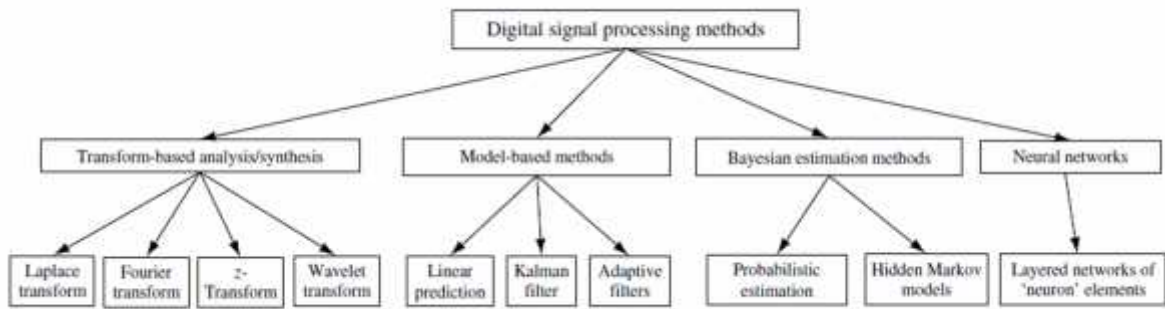 Digital signal processing methods
Transform-based analysis/synthesis
Model-based methods
Bayesian estimation methods
Neural networks
Laplace
transform
Fourier
transform
z-
Transform
Wavelet
transform
Linear
prediction
Kalman
filter
Adaptive
filters
Probabilistic
estimation
Hidden Markov
models
Layered networks of
'neuron' elements